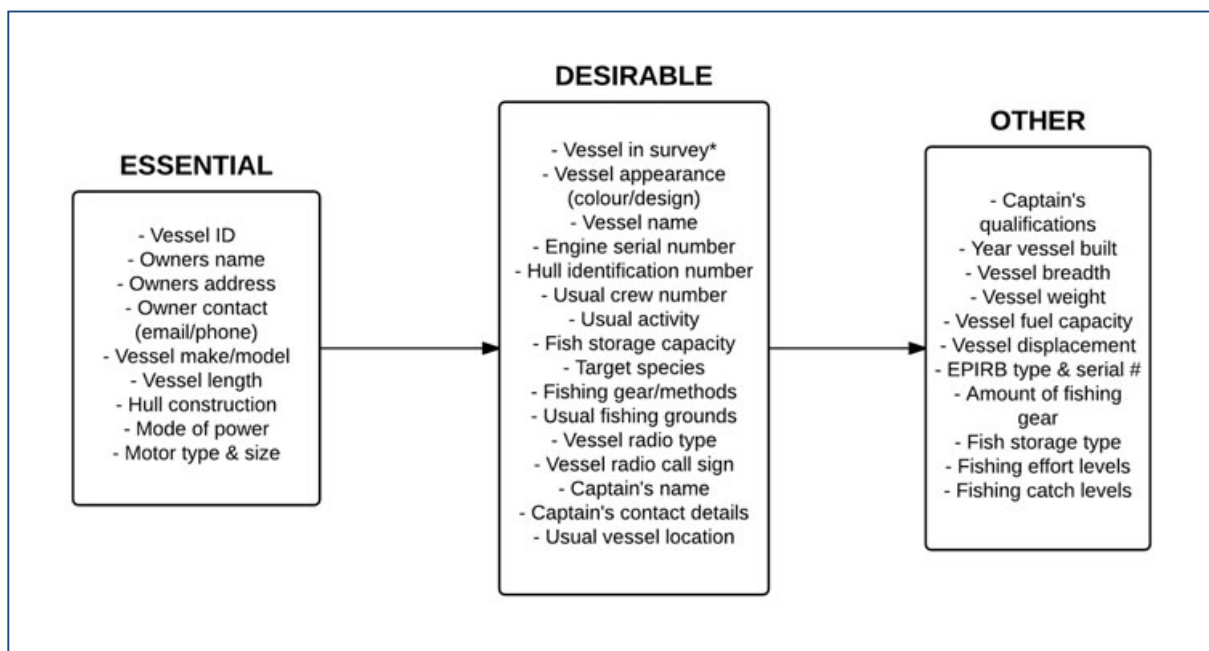 ESSENTIAL
- Vessel ID
- Owners name
- Owners address
- Owner contact
(email/phone)
- Vessel make/model
- Vessel length
- Hull construction
- Mode of power
- Motor type & size
DESIRABLE
- Vessel in survey*
- Vessel appearance
(colour/design)
- Vessel name
- Engine serial number
- Hull identification number
- Usual crew number
- Usual activity
- Fish storage capacity
- Target species
- Fishing gear/methods
- Usual fishing grounds
- Vessel radio type
- Vessel radio call sign
- Captain's name
- Captain's contact details
- Usual vessel location
OTHER
- Captain's
qualifications
- Year vessel built
- Vessel breadth
- Vessel weight
- Vessel fuel capacity
- Vessel displacement
- EPIRB type & serial #
- Amount of fishing
gear
- Fish storage type
- Fishing effort levels
- Fishing catch levels